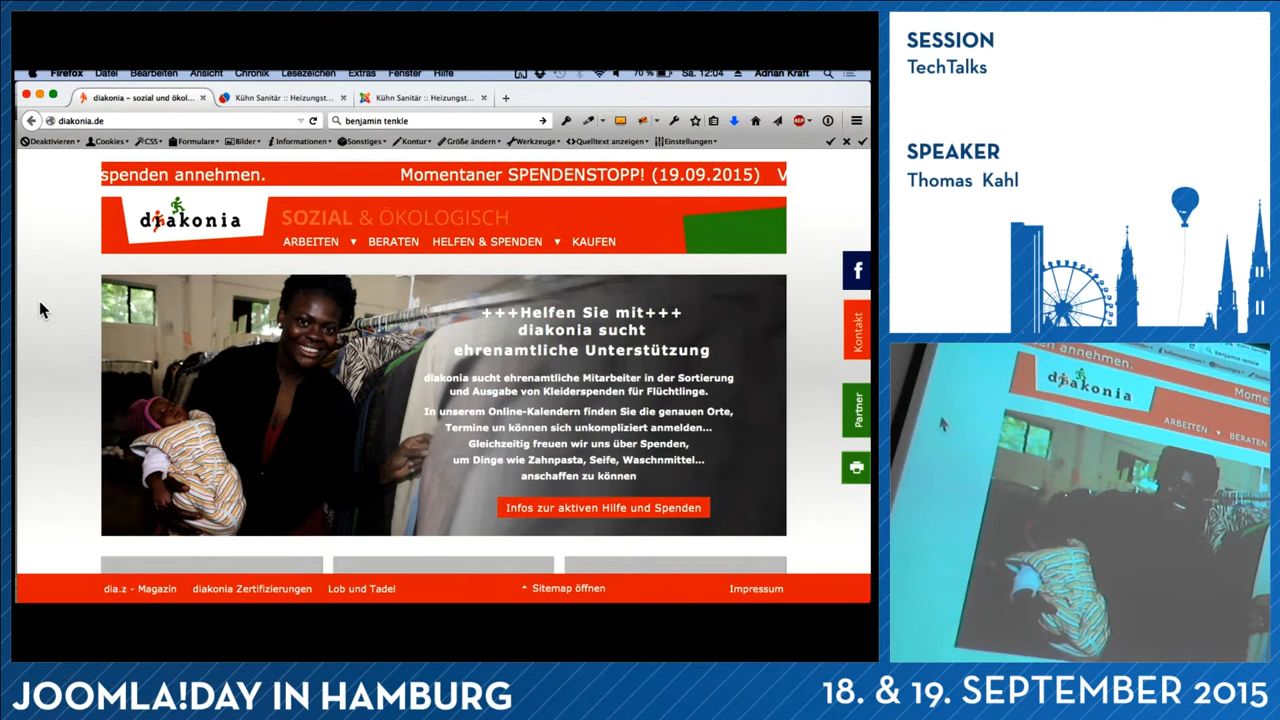 Firefox Datei Bearbeiten Ansicht Chronik Lesezeichen Extras Fenster Hilfe 70 % Sa. 12:04 Adrian Kraft
diakonia – sozial und ökol... Kühn Sanitär :: Heizungst... Kühn Sanitär :: Heizungst...
diakonia.de benjamin tenkle
Deaktivieren Cookies CSS Formulare Bilder Informationen Sonstiges Kontur Größe ändern Werkzeuge Quelltext anzeigen Einstellungen
spenden annehmen. Momentaner SPENDENSTOPP! (19.09.2015) V
diakonia SOZIAL & ÖKOLOGISCH
ARBEITEN BERATEN HELFEN & SPENDEN KAUFEN
+++Helfen Sie mit+++
diakonia sucht
ehrenamtliche Unterstützung
diakonia sucht ehrenamtliche Mitarbeiter in der Sortierung
und Ausgabe von Kleiderspenden für Flüchtlinge.
In unserem Online-Kalendern finden Sie die genauen Orte,
Termine un können sich unkompliziert anmelden...
Gleichzeitig freuen wir uns über Spenden,
um Dinge wie Zahnpasta, Seife, Waschmittel...
anschaffen zu können
Infos zur aktiven Hilfe und Spenden
f
Kontakt
Partner
dia.z - Magazin diakonia Zertifizierungen Lob und Tadel Sitemap öffnen Impressum
SESSION
TechTalks
SPEAKER
Thomas Kahl
en annehmen. Mome
diakonia
ARBEITEN BERATEN
JOOMLA!DAY IN HAMBURG 18. & 19. SEPTEMBER 2015